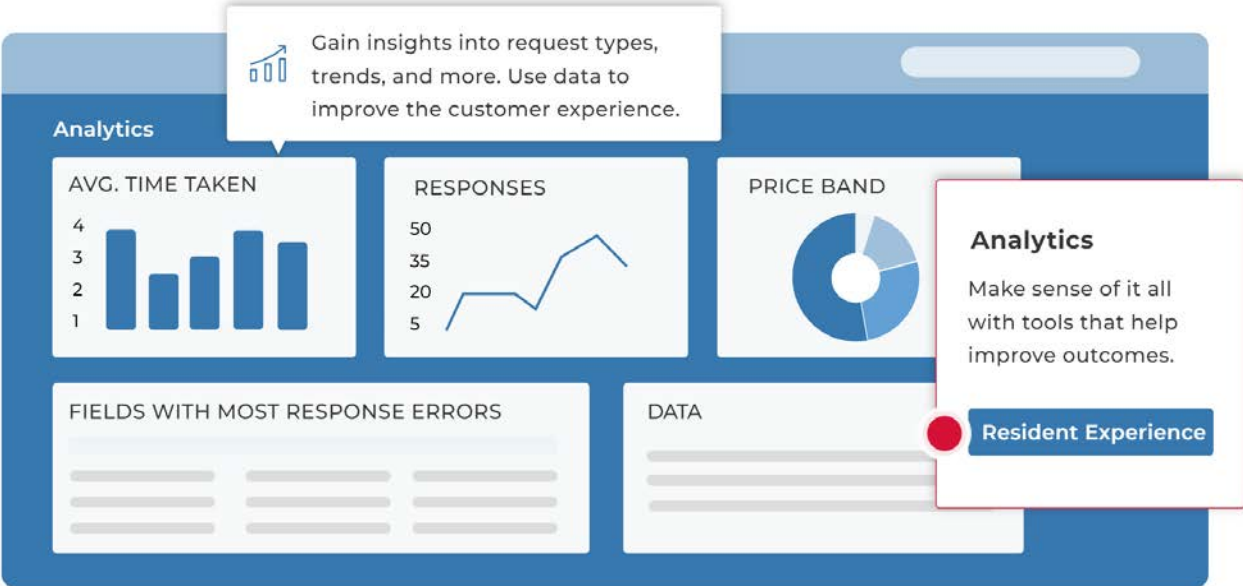 Gain insights into request types,
trends, and more. Use data to
improve the customer experience.
Analytics
AVG. TIME TAKEN
4
3
2
1
RESPONSES
50
35
20
5
PRICE BAND
Analytics
Make sense of it all
with tools that help
improve outcomes.
Resident Experience
FIELDS WITH MOST RESPONSE ERRORS
DATA